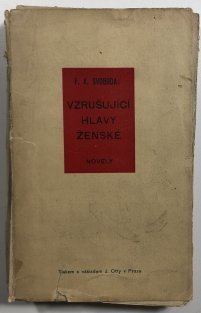 F. X. SVOBODA:
VZRUŠUJÍCÍ
HLAVY
ŽENSKÉ
NOVELY
Tiskem a nákladem J. Otty v Praze